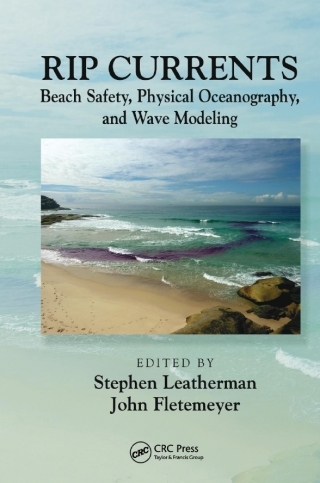 RIP CURRENTS
Beach Safety, Physical Oceanography,
and Wave Modeling
EDITED BY
Stephen Leatherman
John Fletemeyer
CRC
CRC Press
Taylor & Francis Group